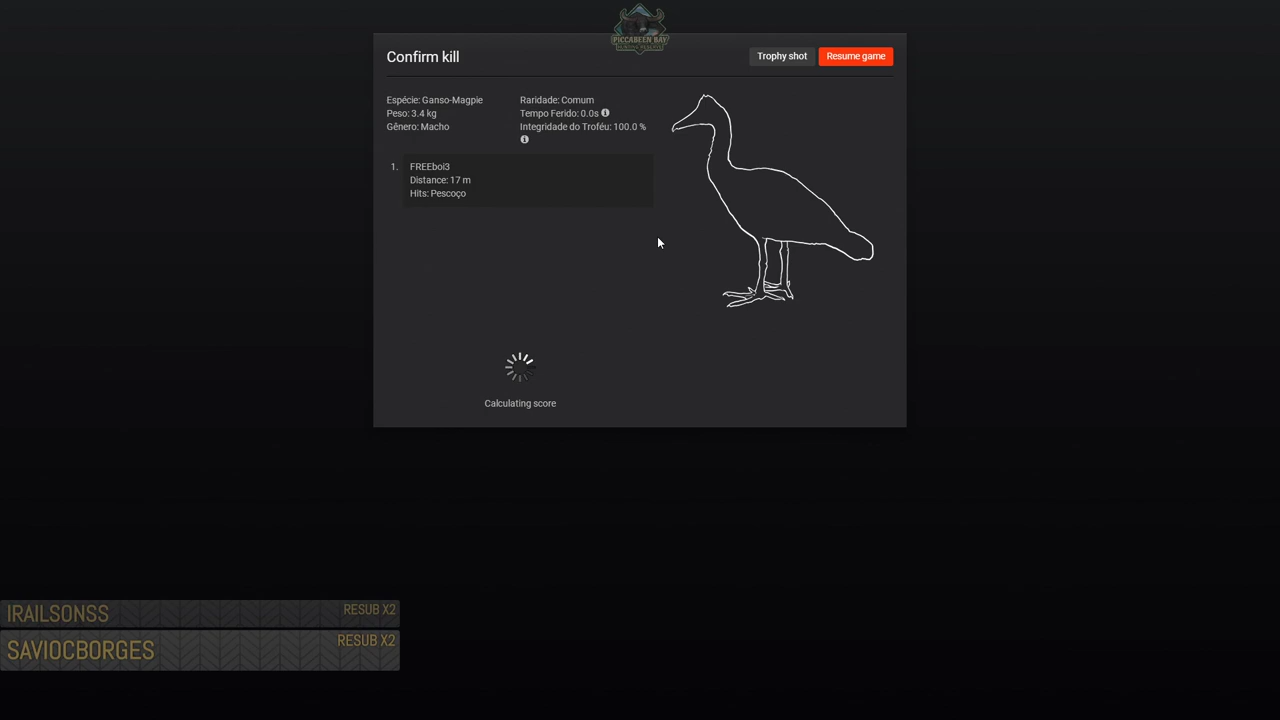 PICCABEEN BAY
Confirm kill
Trophy shot
Resume game
Espécie: Ganso-Magpie
Peso: 3.4 kg
Gênero: Macho
Raridade: Comum
Tempo Ferido: 0.0s
Integridade do Troféu: 100.0 %
1.
FREEboi3
Distance: 17 m
Hits: Pescoço
Calculating score
IRAILSONSS
RESUB X2
SAVIOCBORGES
RESUB X2